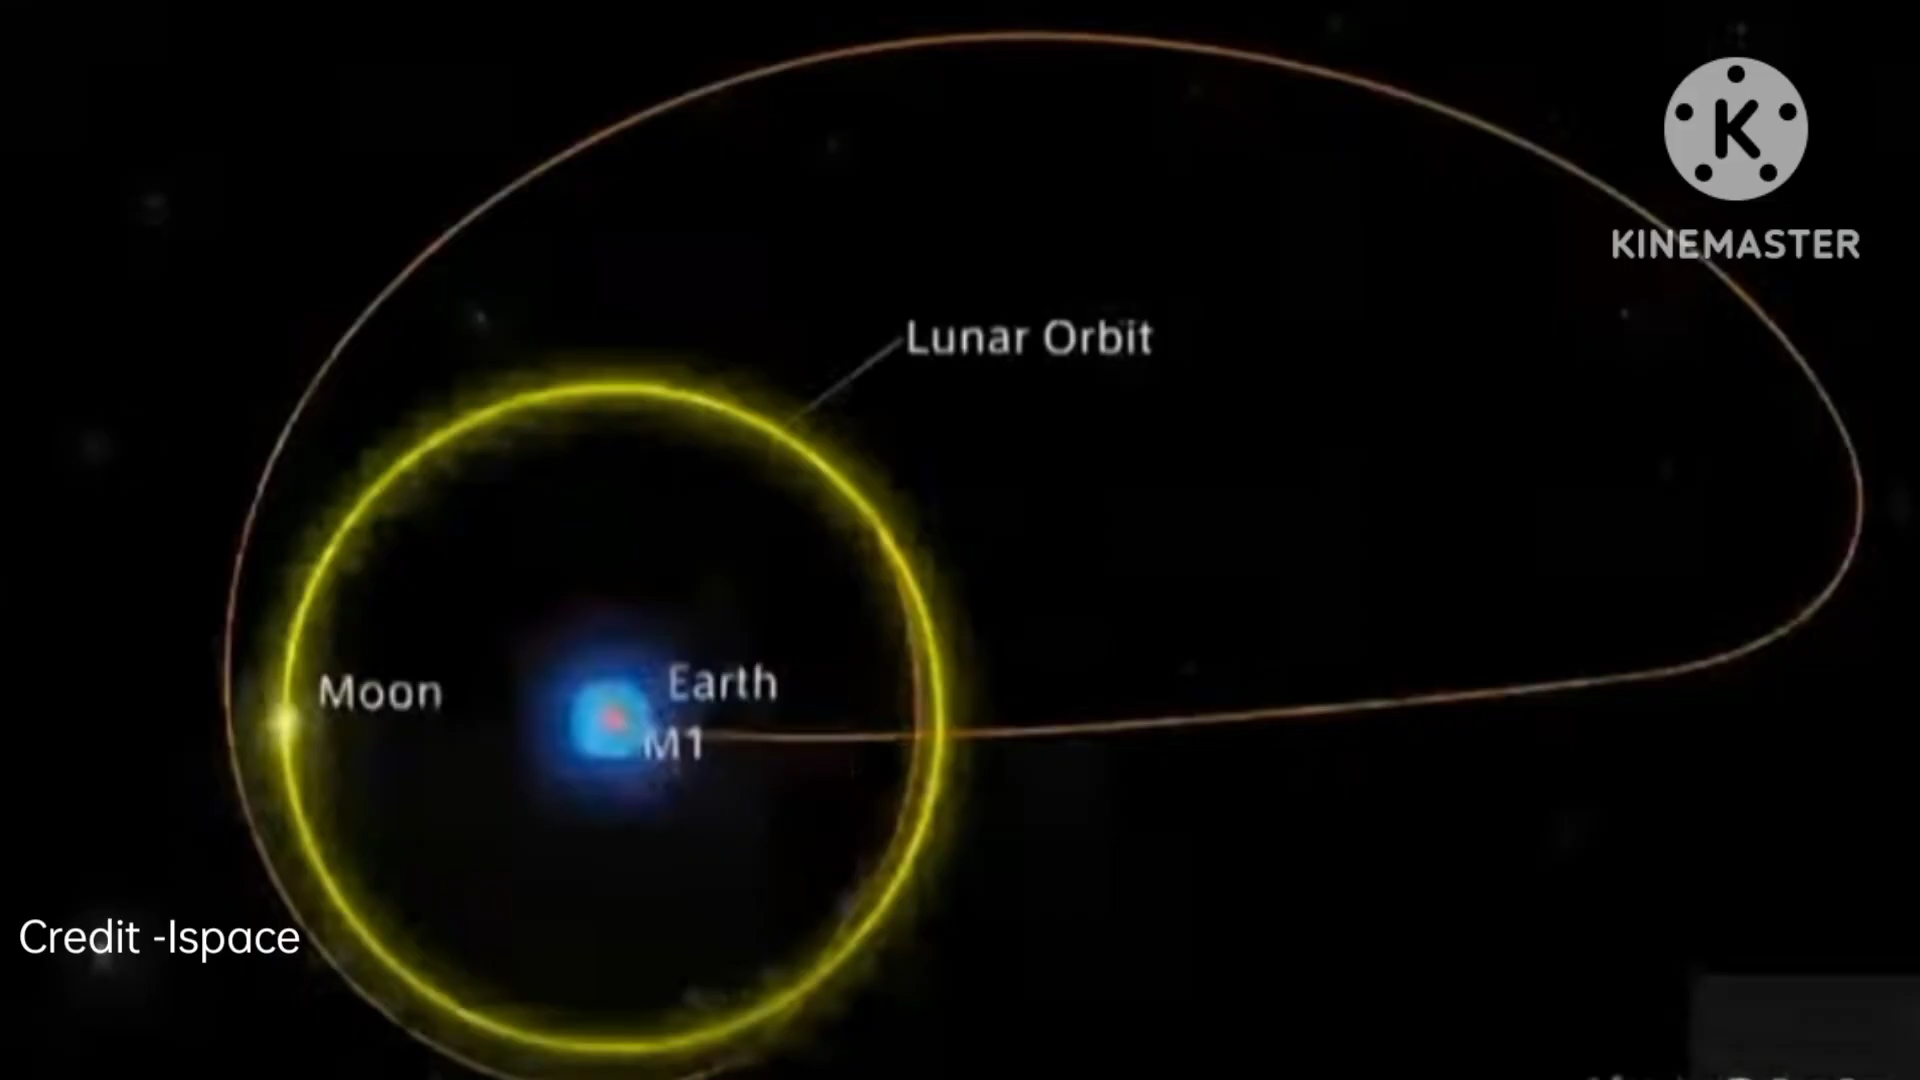 K
KINEMASTER
Lunar Orbit
Moon
Earth
M1
Credit -Ispace